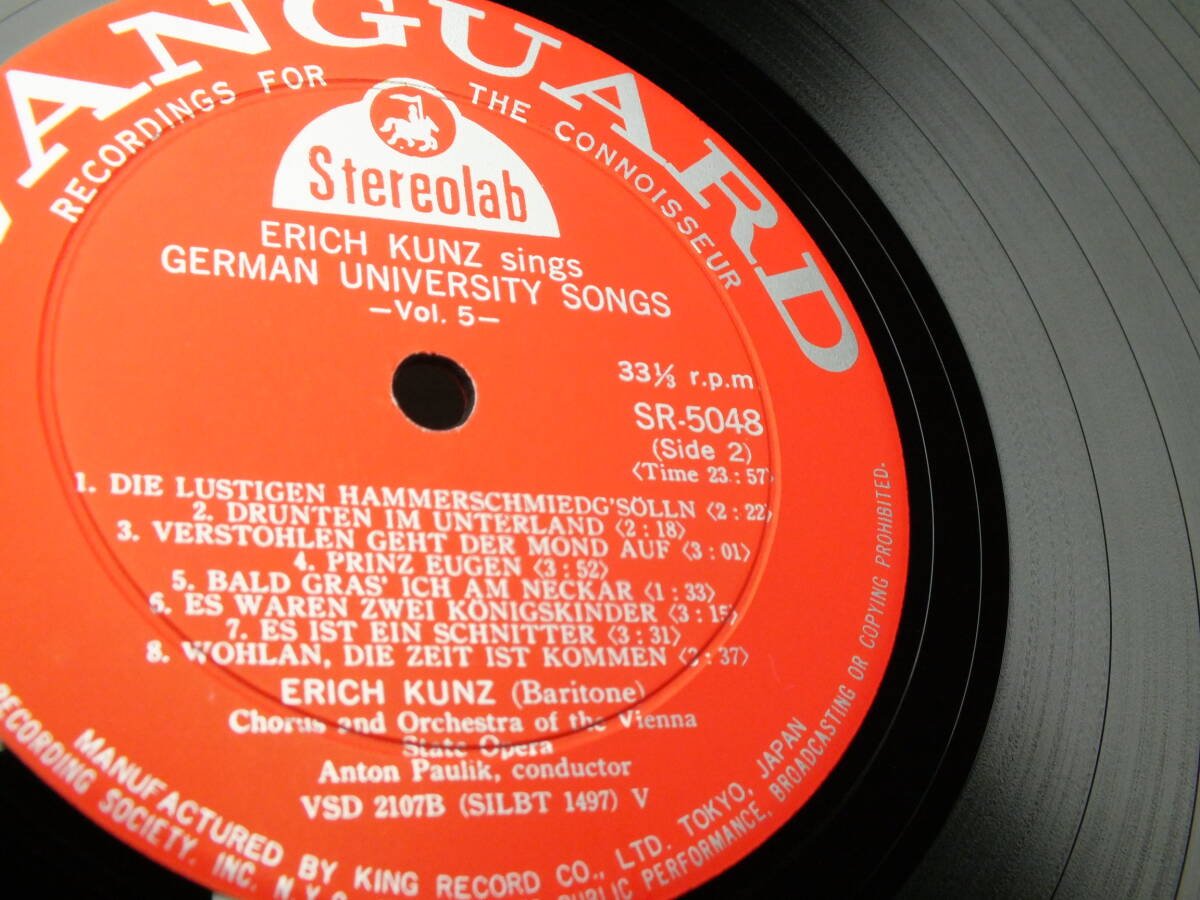 VANGUARD
RECORDINGS FOR THE CONNOISSEUR
Stereolab
ERICH KUNZ sings
GERMAN UNIVERSITY SONGS
—Vol. 5—
33⅓ r.p.m
SR-5048
(Side 2)
〈Time 23:57〉
1. DIE LUSTIGEN HAMMERSCHMIEDG'SÖLLN 〈2:22〉
2. DRUNTEN IM UNTERLAND 〈2:18〉
3. VERSTOHLEN GEHT DER MOND AUF 〈3:01〉
4. PRINZ EUGEN 〈3:52〉
5. BALD GRAS' ICH AM NECKAR 〈1:33〉
6. ES WAREN ZWEI KÖNIGSKINDER 〈3:15〉
7. ES IST EIN SCHNITTER 〈3:31〉
8. WOHLAN, DIE ZEIT IST KOMMEN 〈2:37〉
ERICH KUNZ (Baritone)
Chorus and Orchestra of the Vienna
State Opera
Anton Paulik, conductor
VSD 2107B (SILBT 1497) V
MANUFACTURED BY KING RECORD CO., LTD. TOKYO, JAPAN
RECORDING SOCIETY, INC. N.Y.C. PUBLIC PERFORMANCE, BROADCASTING OR COPYING PROHIBITED.